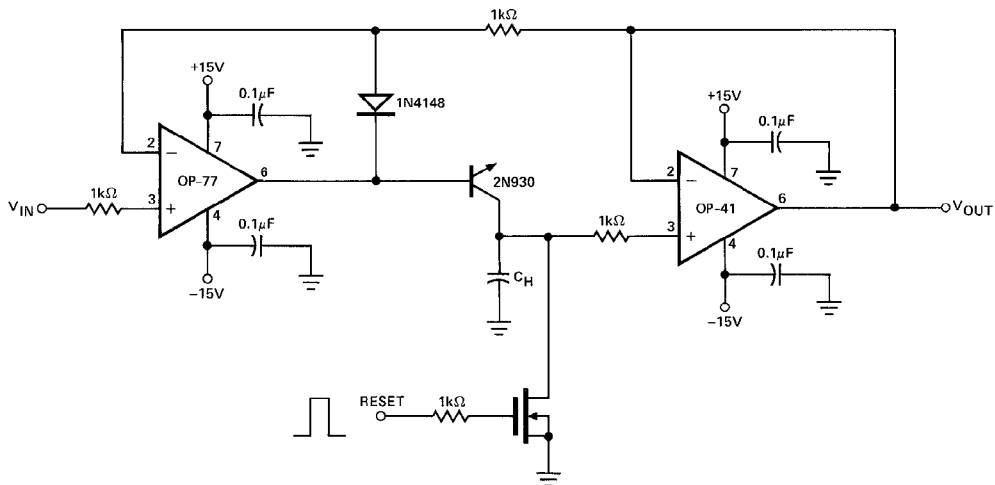 1kΩ
+15V
0.1μF
1N4148
+15V
0.1μF
2
−
7
OP-77
6
2N930
2
−
7
OP-41
6
1kΩ
VIN
3
+
4
0.1μF
−15V
1kΩ
3
+
4
0.1μF
−15V
VOUT
CH
RESET
1kΩ